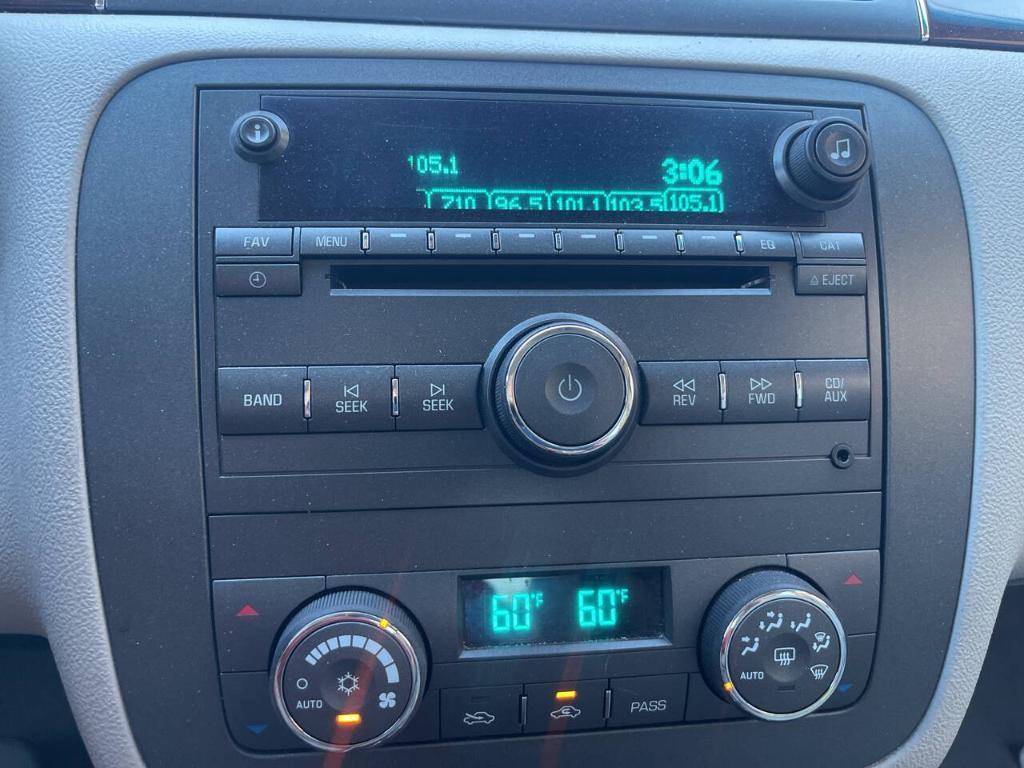 105.1 3:06
710 96.5 101.1 103.5 105.1
FAV MENU EQ CAT
EJECT
BAND SEEK SEEK REV FWD CD/AUX
60°F 60°F
AUTO AUTO
PASS